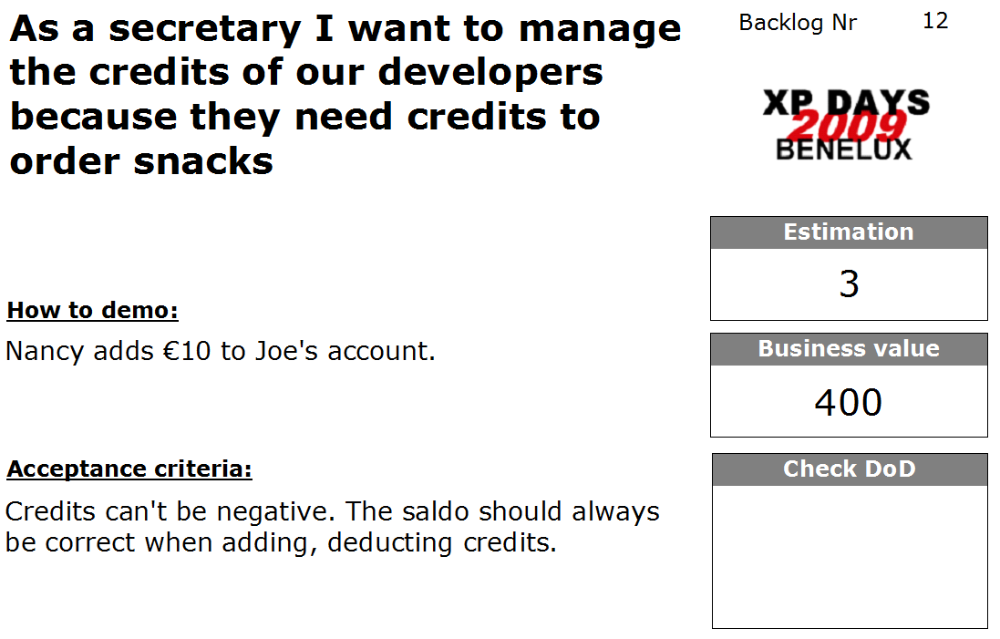 As a secretary I want to manage
the credits of our developers
because they need credits to
order snacks
Backlog Nr 12
XP DAYS
2009
BENELUX
Estimation
3
How to demo:
Nancy adds €10 to Joe's account.
Business value
400
Acceptance criteria:
Credits can't be negative. The saldo should always
be correct when adding, deducting credits.
Check DoD